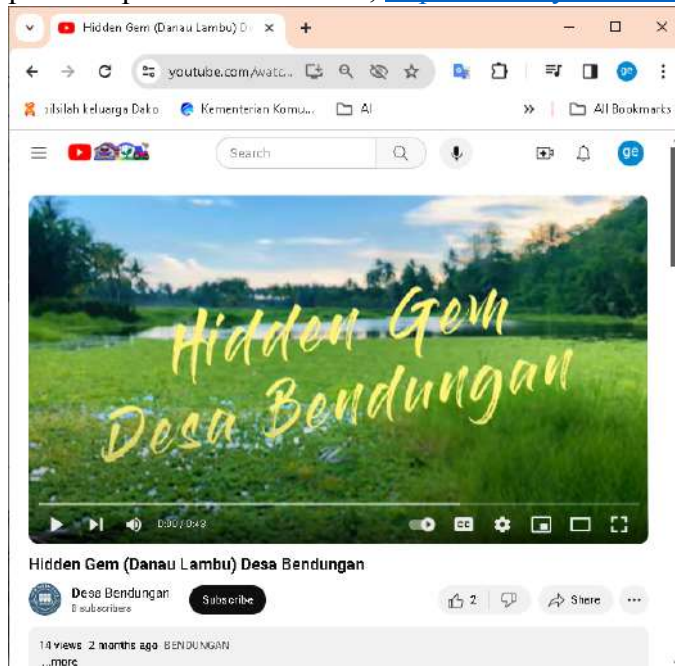 Hidden Gem (Danau Lambu) D
youtube.com/watc...
silsilah keluarga Dako
Kementerian Komu...
AI
»
All Bookmarks
Search
ge
Hidden Gem
Desa Bendungan
0:00 / 0:43
CC
Hidden Gem (Danau Lambu) Desa Bendungan
Desa Bendungan
subscribers
Subscribe
2
Share
14 views 2 months ago BENDUNGAN
...more